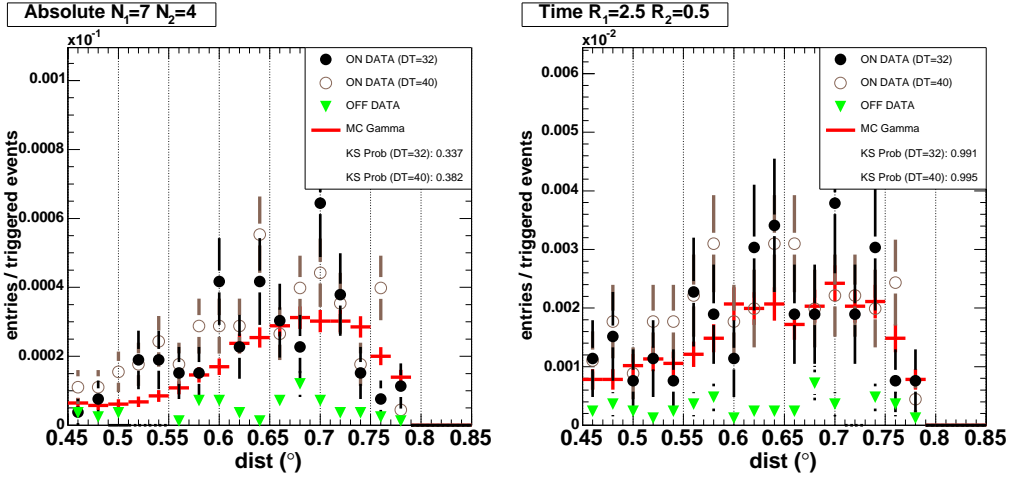 Absolute N1=7 N2=4
×10^-1
entries / triggered events
0.001
0.0008
0.0006
0.0004
0.0002
0
0.45 0.5 0.55 0.6 0.65 0.7 0.75 0.8 0.85
dist (°)
ON DATA (DT=32)
ON DATA (DT=40)
OFF DATA
MC Gamma
KS Prob (DT=32): 0.337
KS Prob (DT=40): 0.382
Time R1=2.5 R2=0.5
×10^-2
entries / triggered events
0.006
0.005
0.004
0.003
0.002
0.001
0
0.45 0.5 0.55 0.6 0.65 0.7 0.75 0.8 0.85
dist (°)
ON DATA (DT=32)
ON DATA (DT=40)
OFF DATA
MC Gamma
KS Prob (DT=32): 0.991
KS Prob (DT=40): 0.995